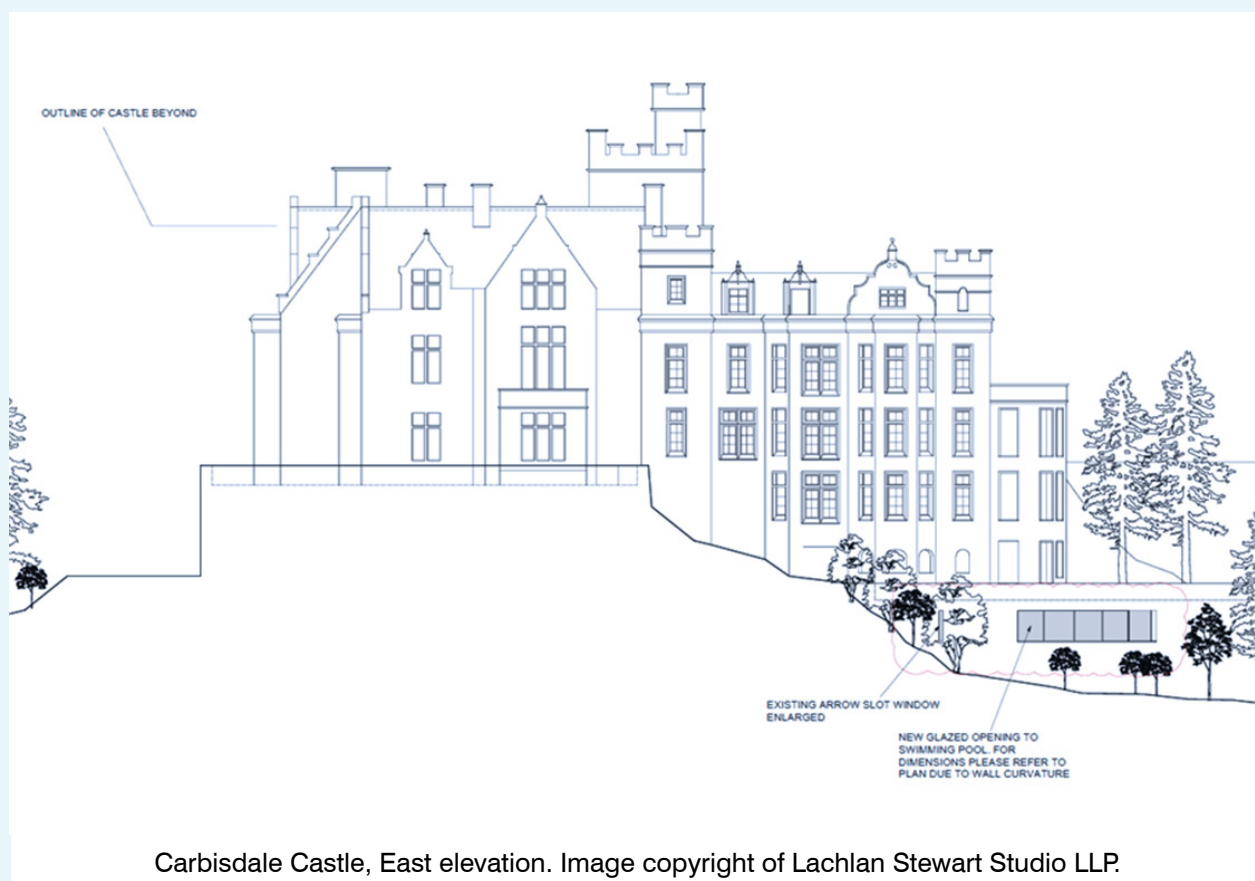 OUTLINE OF CASTLE BEYOND
EXISTING ARROW SLOT WINDOW
ENLARGED
NEW GLAZED OPENING TO
SWIMMING POOL. FOR
DIMENSIONS PLEASE REFER TO
PLAN DUE TO WALL CURVATURE
Carbisdale Castle, East elevation. Image copyright of Lachlan Stewart Studio LLP.